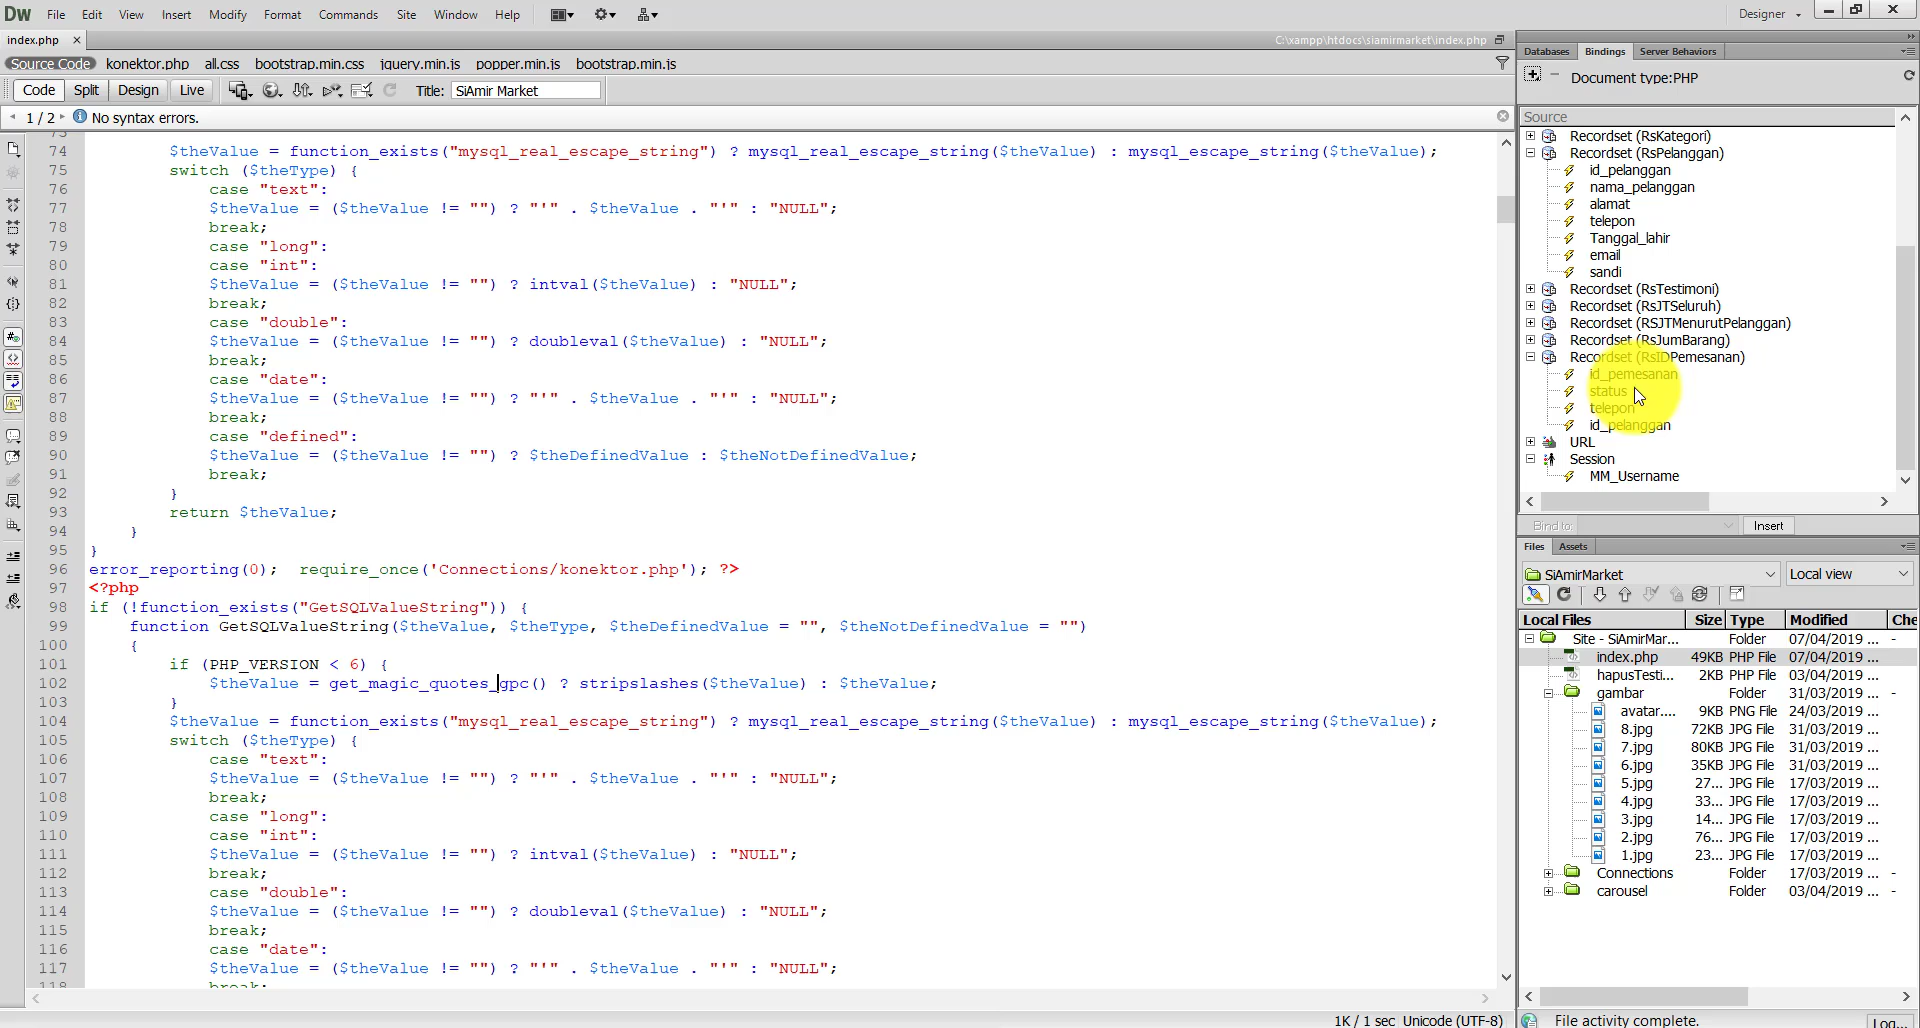 Dw File Edit View Insert Modify Format Commands Site Window Help Designer
index.php C:\xampp\htdocs\siamirmarket\index.php
Source Code konektor.php all.css bootstrap.min.css jquery.min.js popper.min.js bootstrap.min.js
Code Split Design Live Title: SiAmir Market
1 / 2 No syntax errors.
73
74 $theValue = function_exists("mysql_real_escape_string") ? mysql_real_escape_string($theValue) : mysql_escape_string($theValue);
75 switch ($theType) {
76 case "text":
77 $theValue = ($theValue != "") ? "'" . $theValue . "'" : "NULL";
78 break;
79 case "long":
80 case "int":
81 $theValue = ($theValue != "") ? intval($theValue) : "NULL";
82 break;
83 case "double":
84 $theValue = ($theValue != "") ? doubleval($theValue) : "NULL";
85 break;
86 case "date":
87 $theValue = ($theValue != "") ? "'" . $theValue . "'" : "NULL";
88 break;
89 case "defined":
90 $theValue = ($theValue != "") ? $theDefinedValue : $theNotDefinedValue;
91 break;
92 }
93 return $theValue;
94 }
95 }
96 error_reporting(0); require_once('Connections/konektor.php'); ?>
97 <?php
98 if (!function_exists("GetSQLValueString")) {
99 function GetSQLValueString($theValue, $theType, $theDefinedValue = "", $theNotDefinedValue = "")
100 {
101 if (PHP_VERSION < 6) {
102 $theValue = get_magic_quotes_gpc() ? stripslashes($theValue) : $theValue;
103 }
104 $theValue = function_exists("mysql_real_escape_string") ? mysql_real_escape_string($theValue) : mysql_escape_string($theValue);
105 switch ($theType) {
106 case "text":
107 $theValue = ($theValue != "") ? "'" . $theValue . "'" : "NULL";
108 break;
109 case "long":
110 case "int":
111 $theValue = ($theValue != "") ? intval($theValue) : "NULL";
112 break;
113 case "double":
114 $theValue = ($theValue != "") ? doubleval($theValue) : "NULL";
115 break;
116 case "date":
117 $theValue = ($theValue != "") ? "'" . $theValue . "'" : "NULL";
118 break;
1K / 1 sec Unicode (UTF-8)
Databases Bindings Server Behaviors
Document type:PHP
Source
Recordset (RsKategori)
Recordset (RsPelanggan)
id_pelanggan
nama_pelanggan
alamat
telepon
Tanggal_lahir
email
sandi
Recordset (RsTestimoni)
Recordset (RsJTSeluruh)
Recordset (RSJTMenurutPelanggan)
Recordset (RsJumBarang)
Recordset (RsIDPemesanan)
id_pemesanan
status
telepon
id_pelanggan
URL
Session
MM_Username
Bind to: Insert
Files Assets
SiAmirMarket Local view
Local Files Size Type Modified Che
Site - SiAmirMar... Folder 07/04/2019 ... -
index.php 49KB PHP File 07/04/2019 ...
hapusTesti... 2KB PHP File 03/04/2019 ...
gambar Folder 31/03/2019 ... -
avatar.... 9KB PNG File 24/03/2019 ...
8.jpg 72KB JPG File 31/03/2019 ...
7.jpg 80KB JPG File 31/03/2019 ...
6.jpg 35KB JPG File 31/03/2019 ...
5.jpg 27... JPG File 17/03/2019 ...
4.jpg 33... JPG File 17/03/2019 ...
3.jpg 14... JPG File 17/03/2019 ...
2.jpg 76... JPG File 17/03/2019 ...
1.jpg 23... JPG File 17/03/2019 ...
Connections Folder 17/03/2019 ... -
carousel Folder 03/04/2019 ... -
File activity complete. Log...